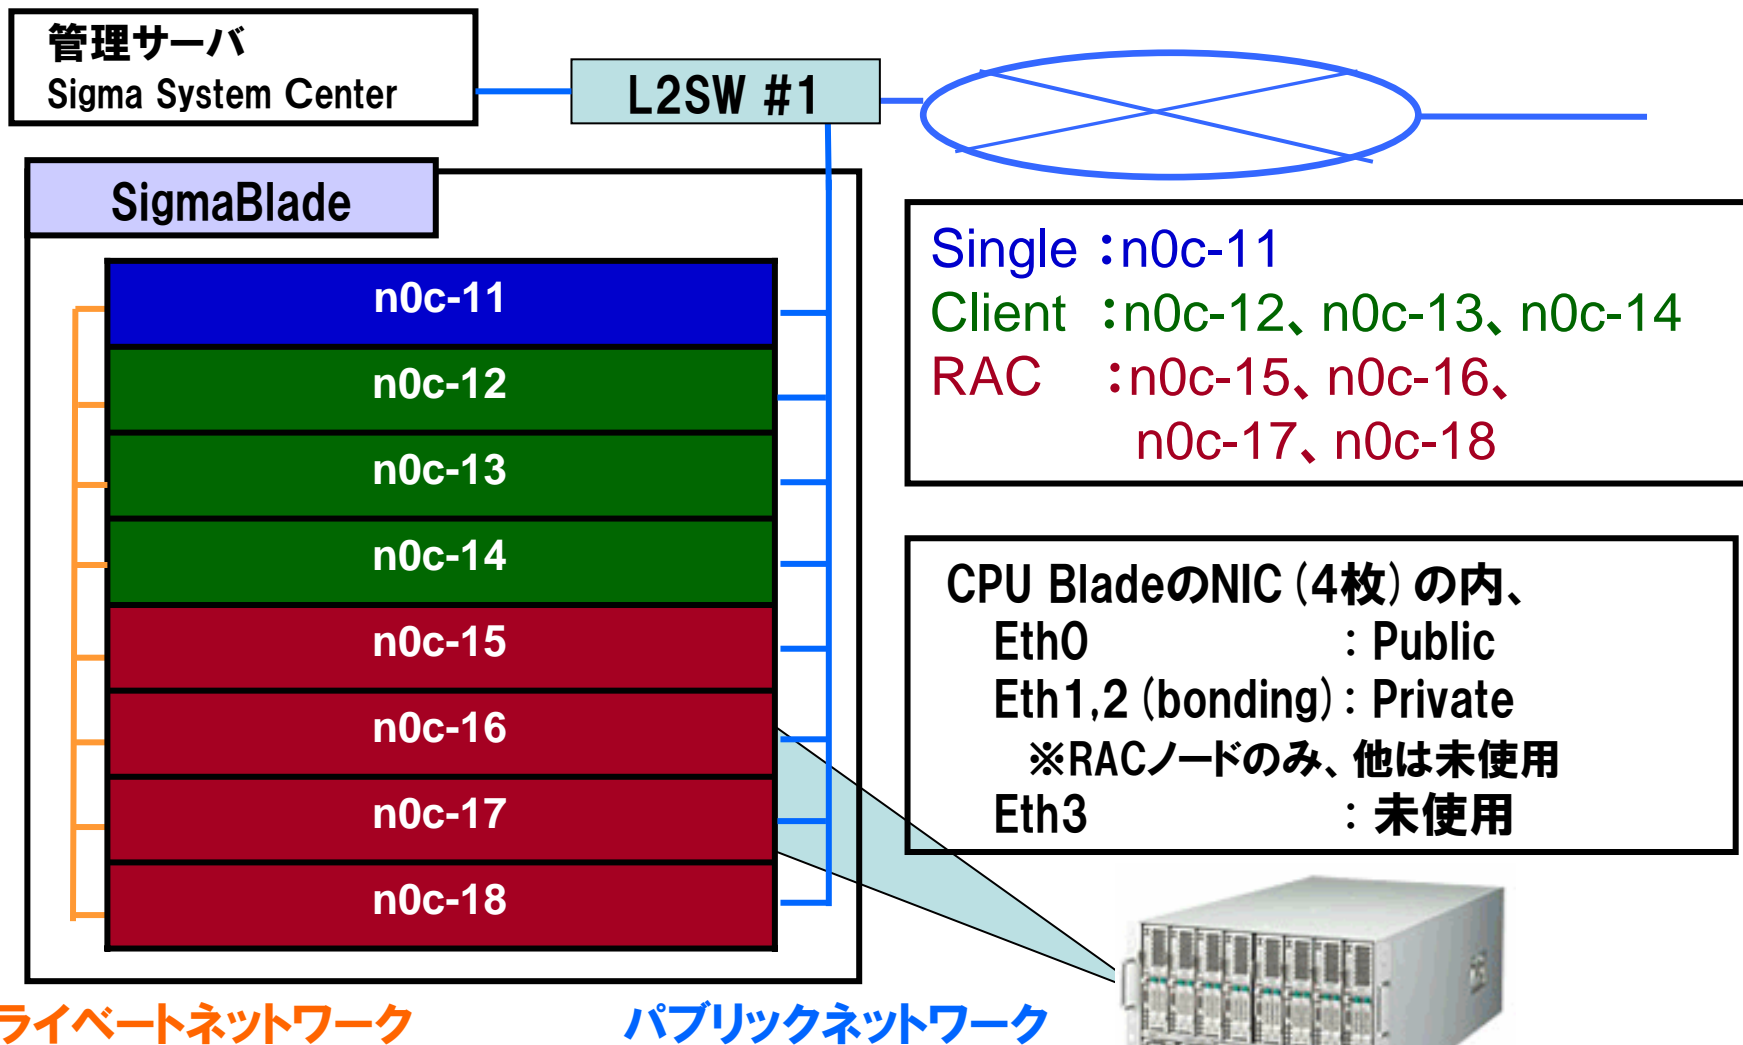 管理サーバ
Sigma System Center
L2SW #1
SigmaBlade
n0c-11
n0c-12
n0c-13
n0c-14
n0c-15
n0c-16
n0c-17
n0c-18
Single：n0c-11
Client ：n0c-12、n0c-13、n0c-14
RAC ：n0c-15、n0c-16、
n0c-17、n0c-18
CPU BladeのNIC（4枚）の内、
Eth0 ：Public
Eth1,2（bonding）：Private
※RACノードのみ、他は未使用
Eth3 ：未使用
ライベートネットワーク
パブリックネットワーク